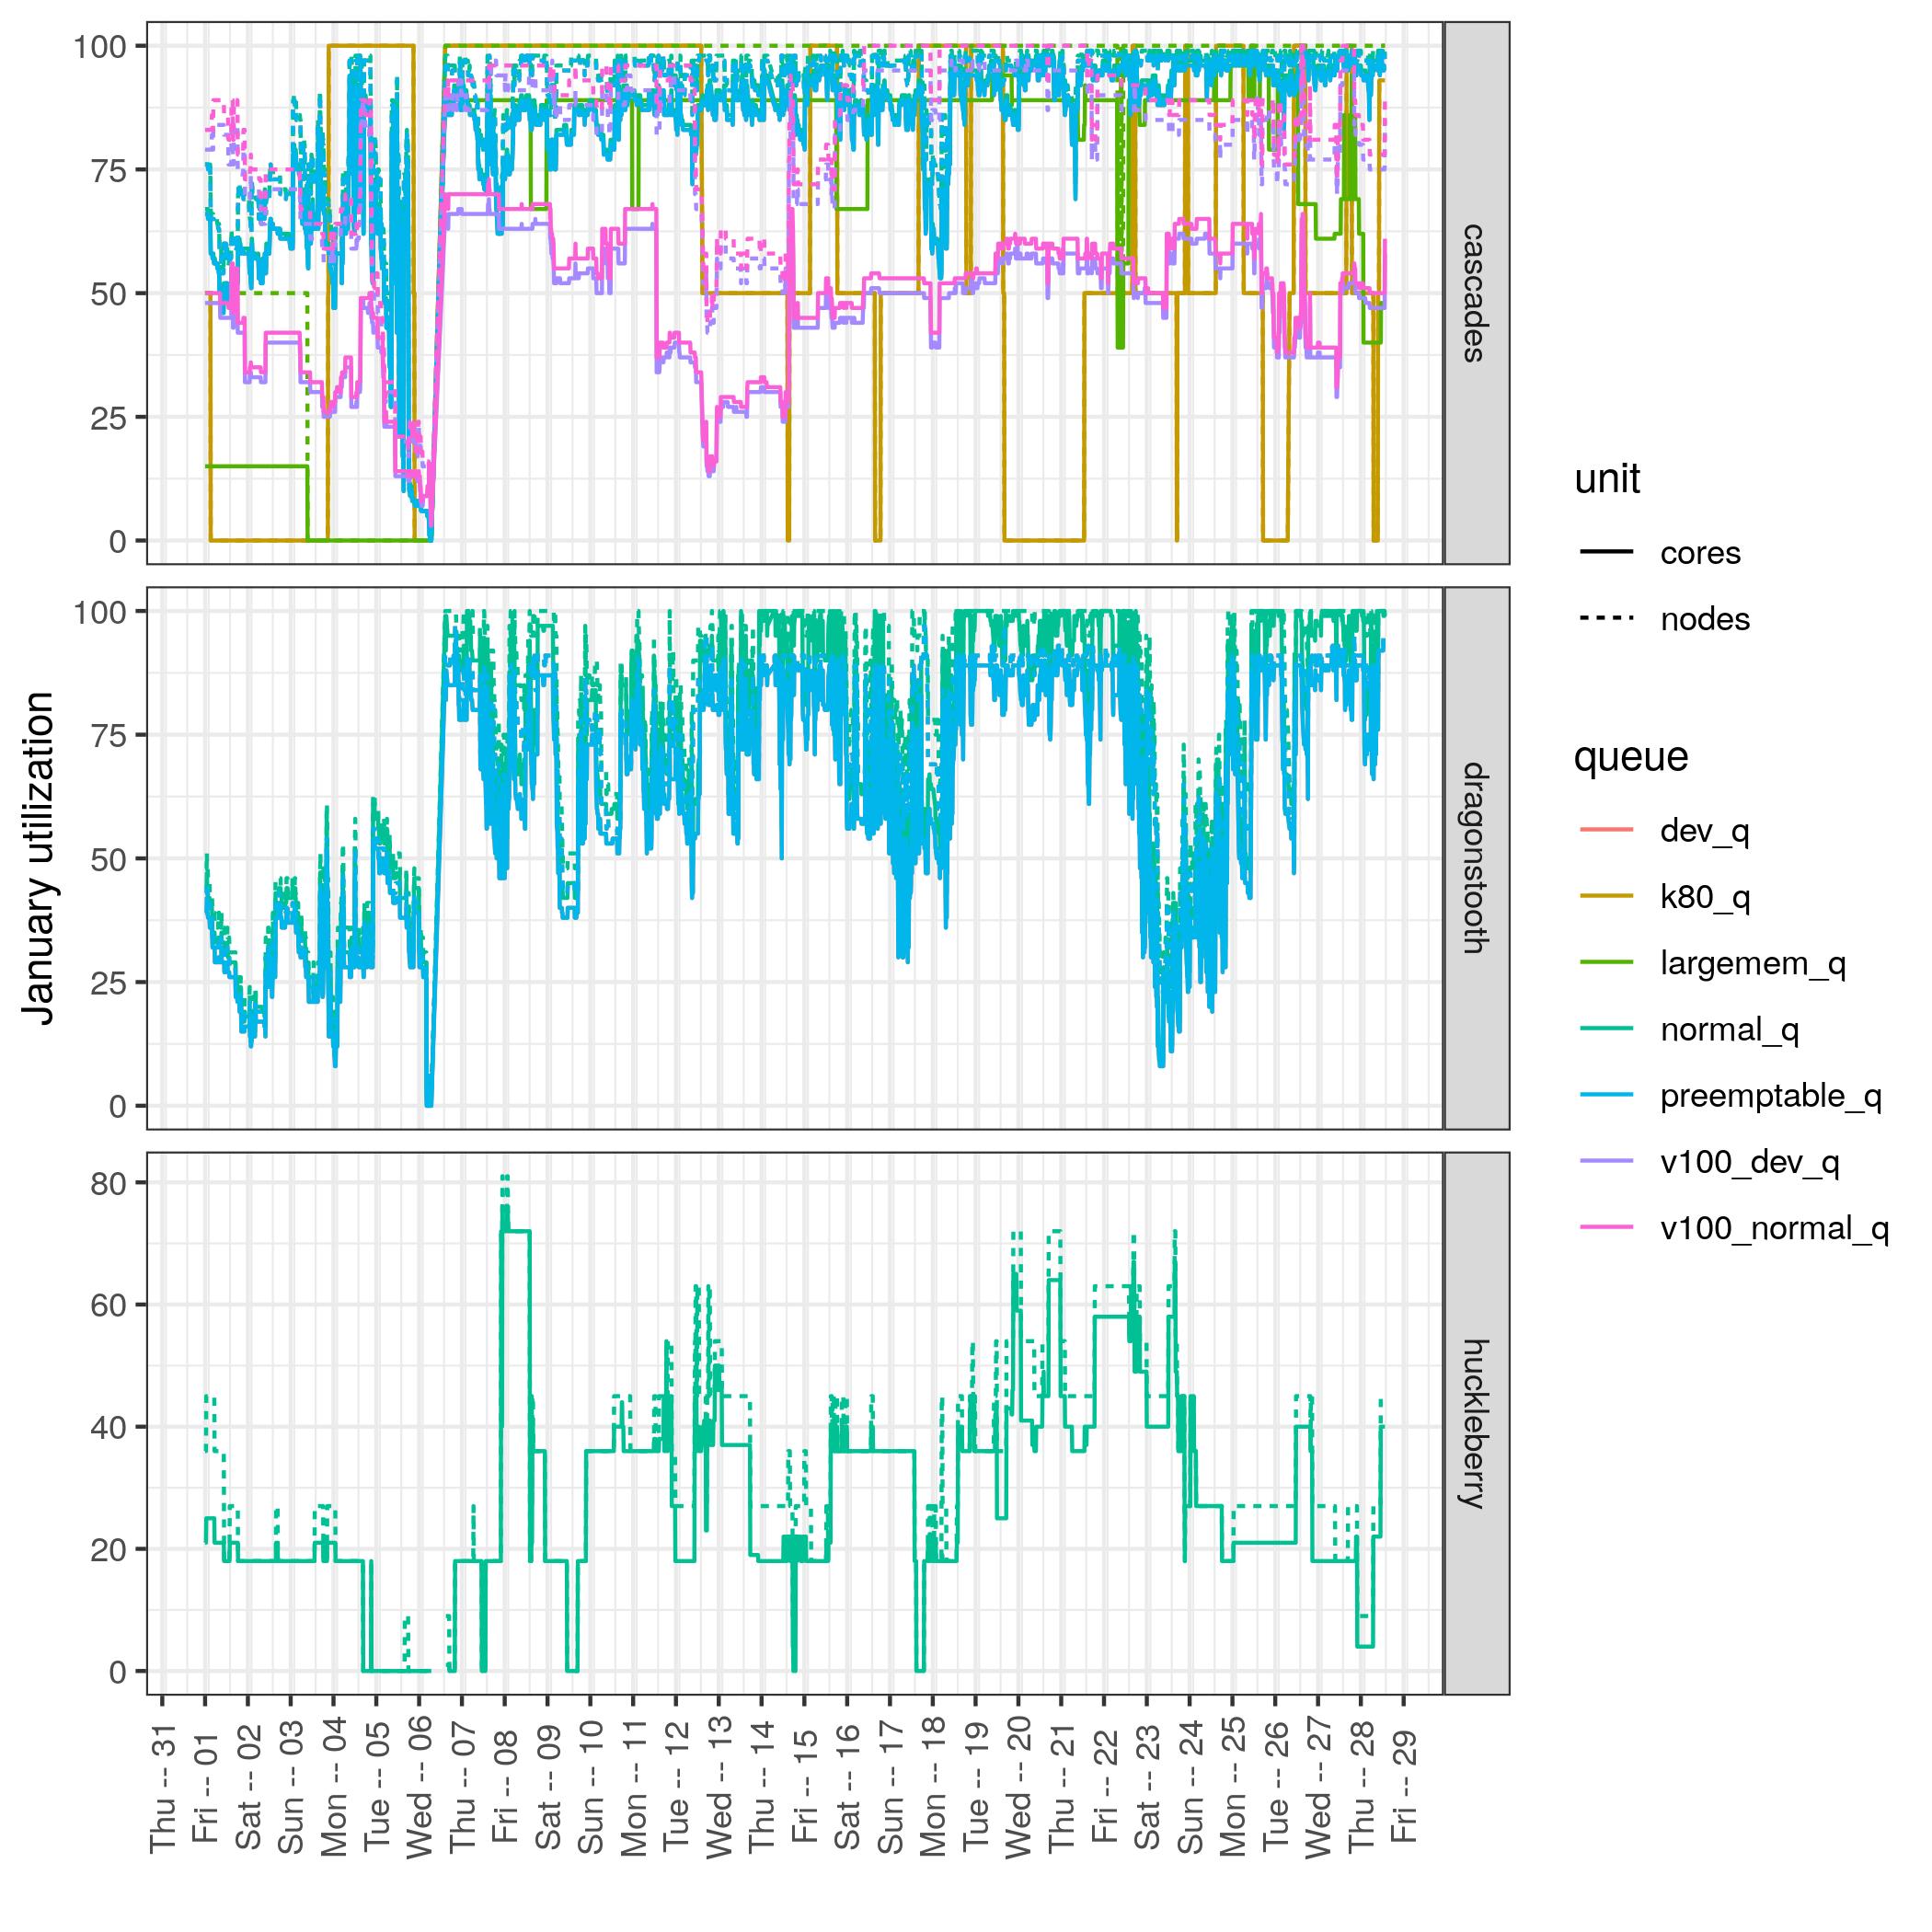 January utilization
100
75
50
25
0
cascades
100
75
50
25
0
dragonstooth
80
60
40
20
0
huckleberry
Thu -- 31
Fri -- 01
Sat -- 02
Sun -- 03
Mon -- 04
Tue -- 05
Wed -- 06
Thu -- 07
Fri -- 08
Sat -- 09
Sun -- 10
Mon -- 11
Tue -- 12
Wed -- 13
Thu -- 14
Fri -- 15
Sat -- 16
Sun -- 17
Mon -- 18
Tue -- 19
Wed -- 20
Thu -- 21
Fri -- 22
Sat -- 23
Sun -- 24
Mon -- 25
Tue -- 26
Wed -- 27
Thu -- 28
Fri -- 29
unit
cores
nodes
queue
dev_q
k80_q
largemem_q
normal_q
preemptable_q
v100_dev_q
v100_normal_q